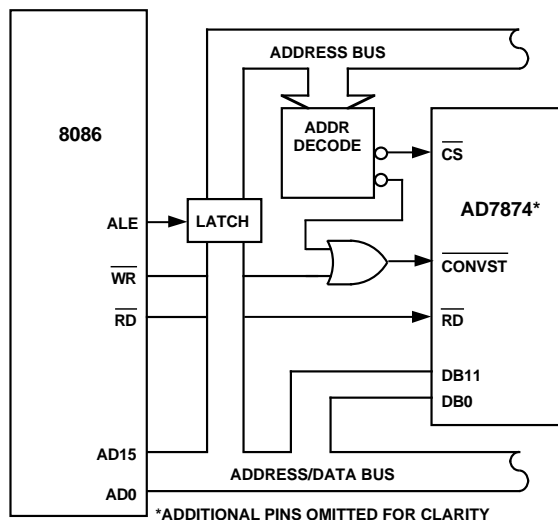 ADDRESS BUS
8086
ADDR
DECODE
CS
AD7874*
ALE
LATCH
WR
CONVST
RD
RD
DB11
DB0
AD15
ADDRESS/DATA BUS
AD0
*ADDITIONAL PINS OMITTED FOR CLARITY